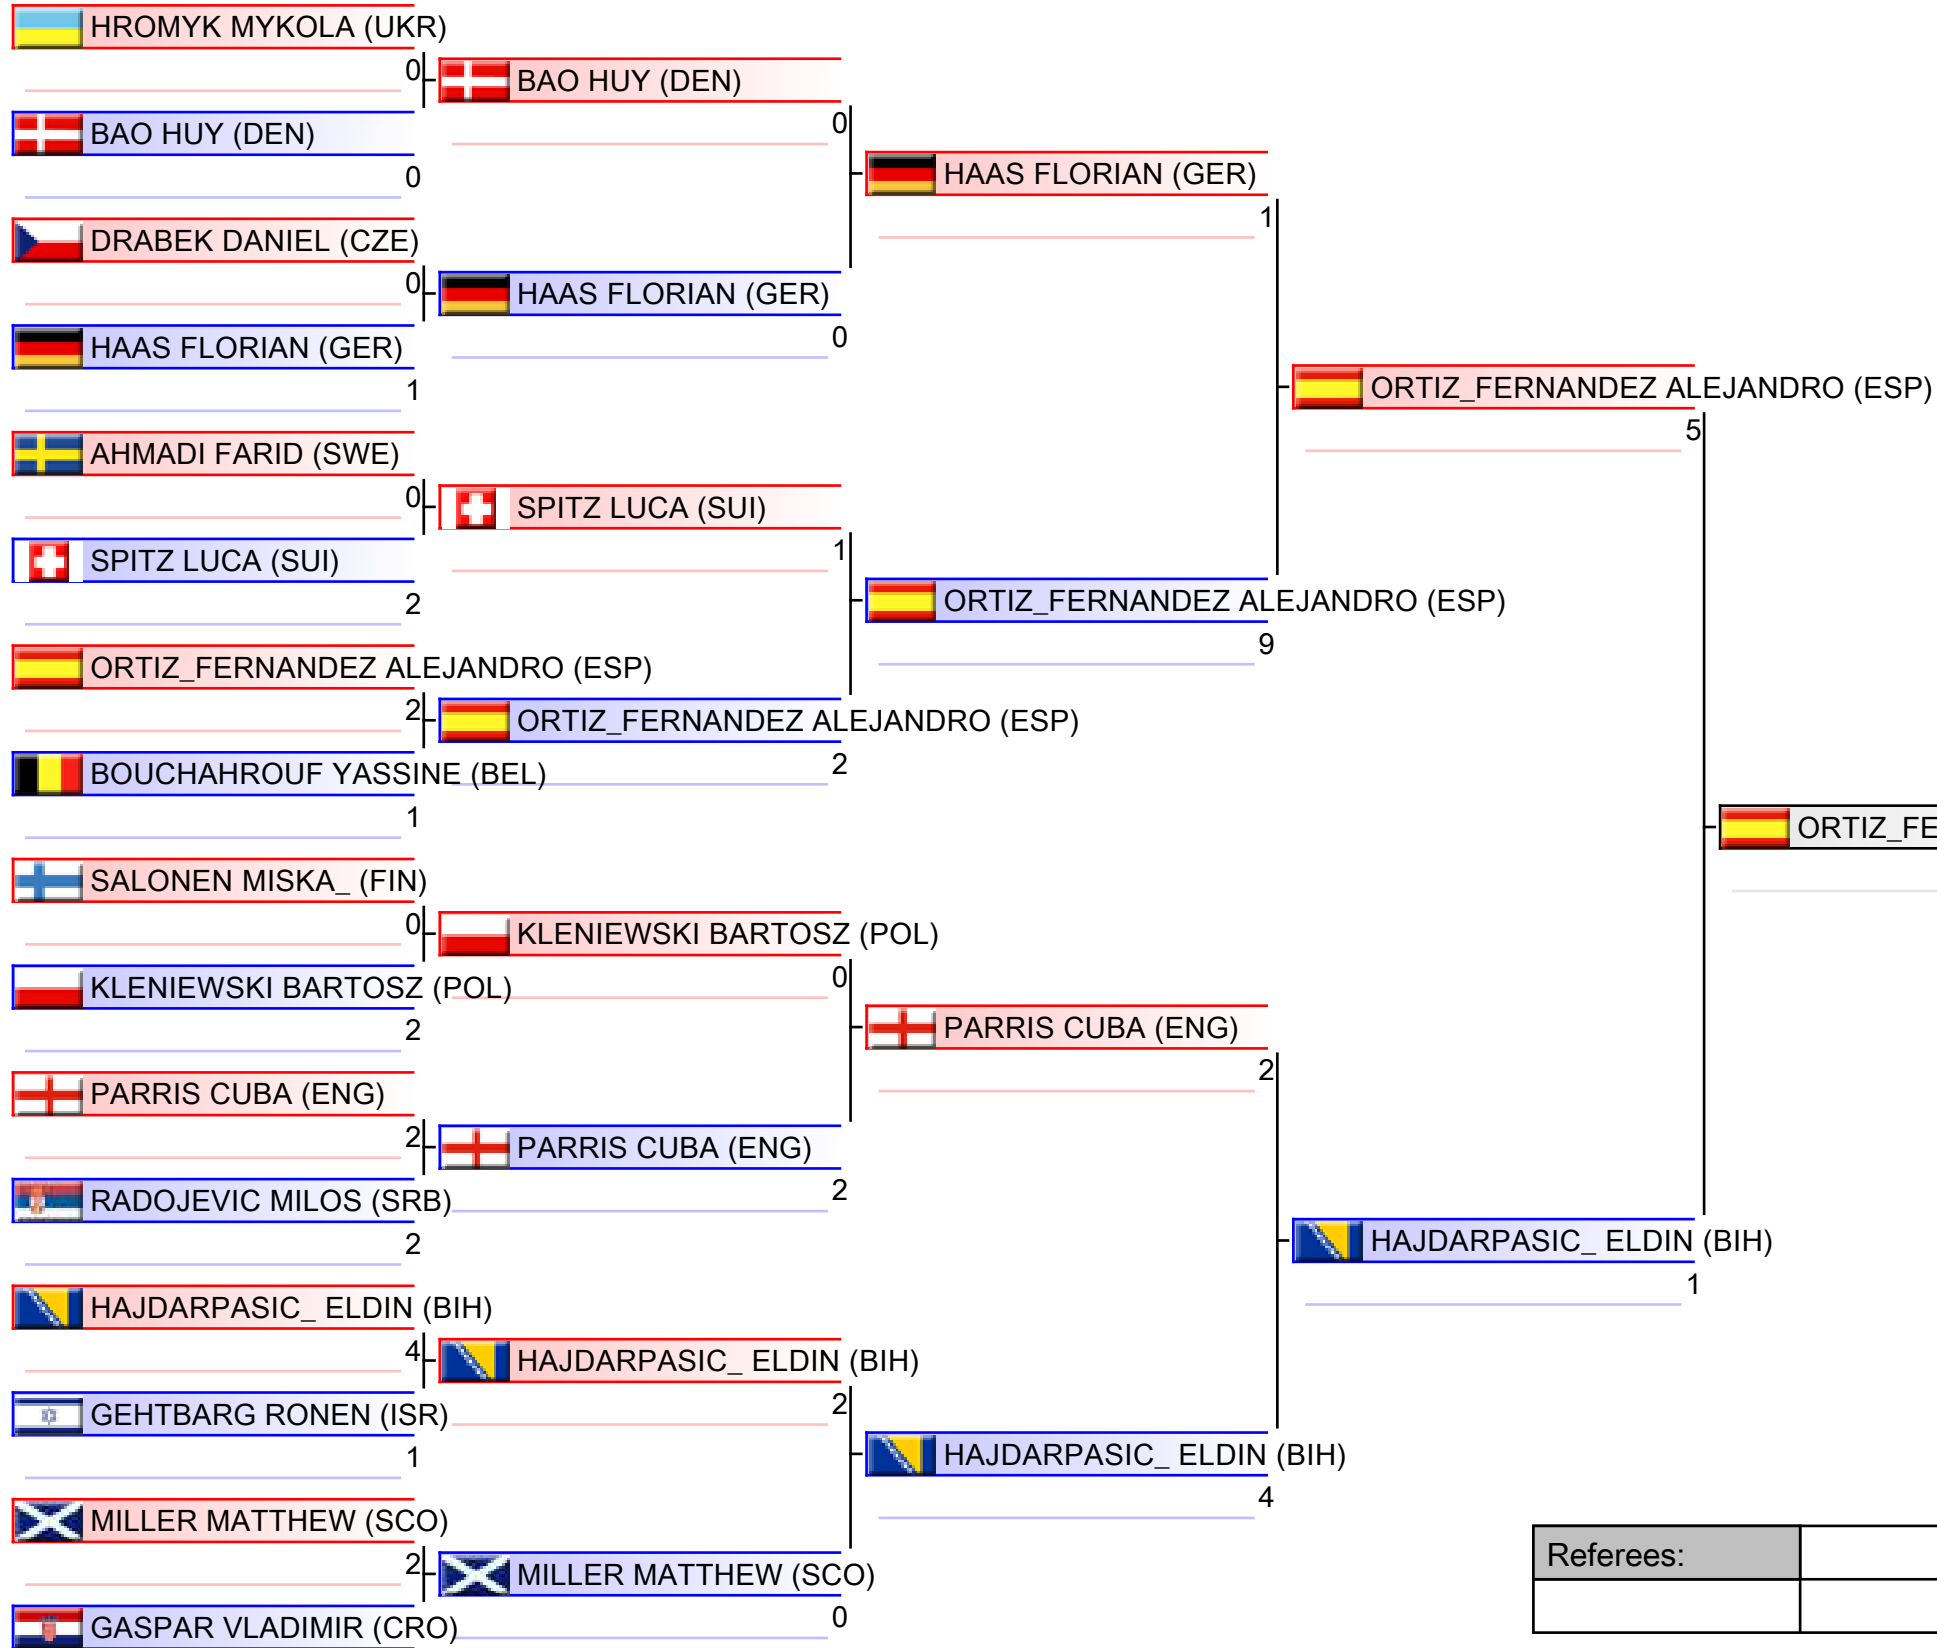 HROMYK MYKOLA (UKR)
0
BAO HUY (DEN)
BAO HUY (DEN)
0
0
HAAS FLORIAN (GER)
0
1
DRABEK DANIEL (CZE)
0
HAAS FLORIAN (GER)
HAAS FLORIAN (GER)
0
1
ORTIZ_FERNANDEZ ALEJANDRO (ESP)
5
AHMADI FARID (SWE)
0
SPITZ LUCA (SUI)
SPITZ LUCA (SUI)
1
2
ORTIZ_FERNANDEZ ALEJANDRO (ESP)
9
ORTIZ_FERNANDEZ ALEJANDRO (ESP)
2
ORTIZ_FERNANDEZ ALEJANDRO (ESP)
BOUCHAHROUF YASSINE (BEL)
2
1
ORTIZ_FE
SALONEN MISKA_ (FIN)
0
KLENIEWSKI BARTOSZ (POL)
KLENIEWSKI BARTOSZ (POL)
0
2
PARRIS CUBA (ENG)
2
PARRIS CUBA (ENG)
2
PARRIS CUBA (ENG)
RADOJEVIC MILOS (SRB)
2
2
HAJDARPASIC_ ELDIN (BIH)
1
HAJDARPASIC_ ELDIN (BIH)
4
HAJDARPASIC_ ELDIN (BIH)
GEHTBARG RONEN (ISR)
2
1
HAJDARPASIC_ ELDIN (BIH)
4
MILLER MATTHEW (SCO)
2
MILLER MATTHEW (SCO)
GASPAR VLADIMIR (CRO)
0
Referees: